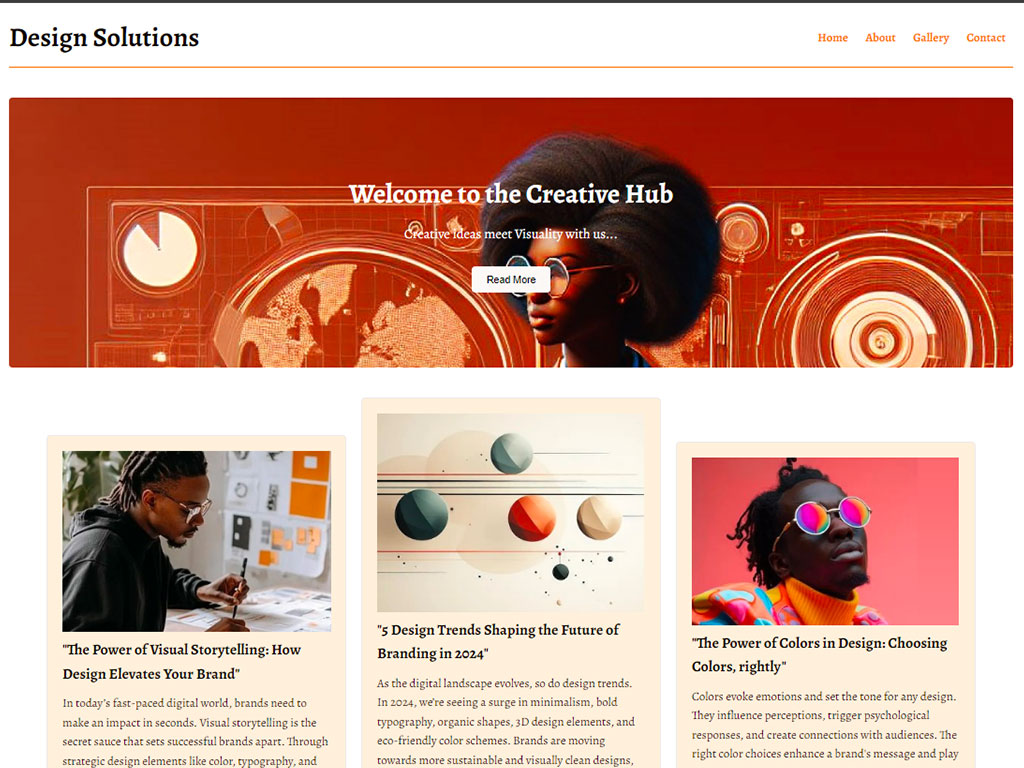 Design Solutions
Home About Gallery Contact
Welcome to the Creative Hub
Creative Ideas meet Visuality with us...
Read More
"The Power of Visual Storytelling: How
Design Elevates Your Brand"
In today's fast-paced digital world, brands need to
make an impact in seconds. Visual storytelling is the
secret sauce that sets successful brands apart. Through
strategic design elements like color, typography, and
"5 Design Trends Shaping the Future of
Branding in 2024"
As the digital landscape evolves, so do design trends.
In 2024, we're seeing a surge in minimalism, bold
typography, organic shapes, 3D design elements, and
eco-friendly color schemes. Brands are moving
towards more sustainable and visually clean designs,
"The Power of Colors in Design: Choosing
Colors, rightly"
Colors evoke emotions and set the tone for any design.
They influence perceptions, trigger psychological
responses, and create connections with audiences. The
right color choices enhance a brand's message and play